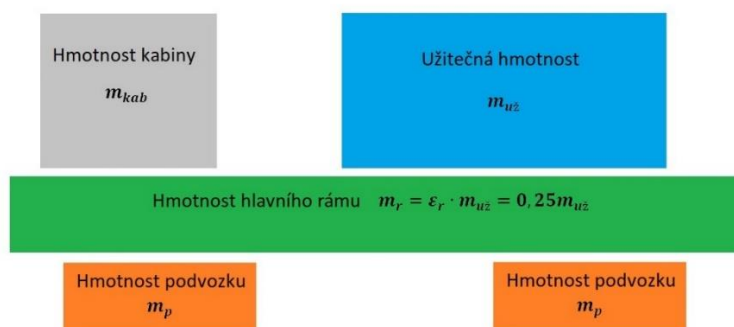 Hmotnost kabiny
m_kab
Užitečná hmotnost
m_už
Hmotnost hlavního rámu m_r = ε_r · m_už = 0,25m_už
Hmotnost podvozku
m_p
Hmotnost podvozku
m_p